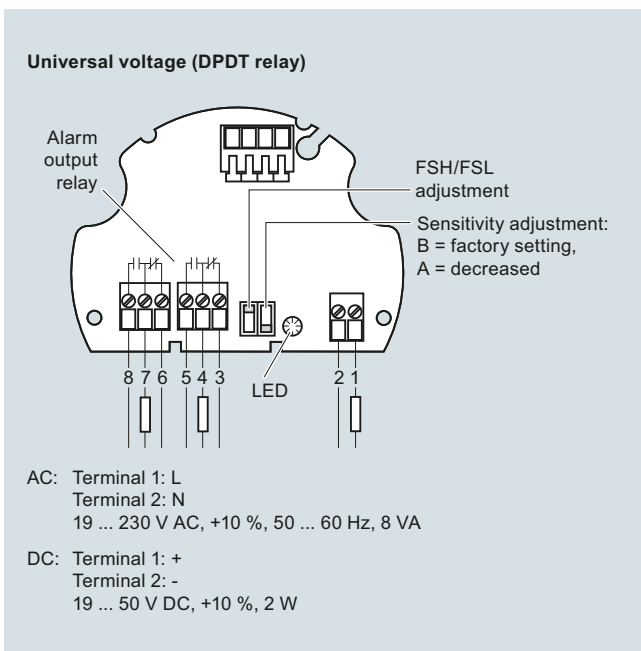 Universal voltage (DPDT relay)
Alarm
output
relay
FSH/FSL
adjustment
Sensitivity adjustment:
B = factory setting,
A = decreased
8 7 6 5 4 3 2 1
LED
AC: Terminal 1: L
Terminal 2: N
19 ... 230 V AC, +10 %, 50 ... 60 Hz, 8 VA
DC: Terminal 1: +
Terminal 2: -
19 ... 50 V DC, +10 %, 2 W